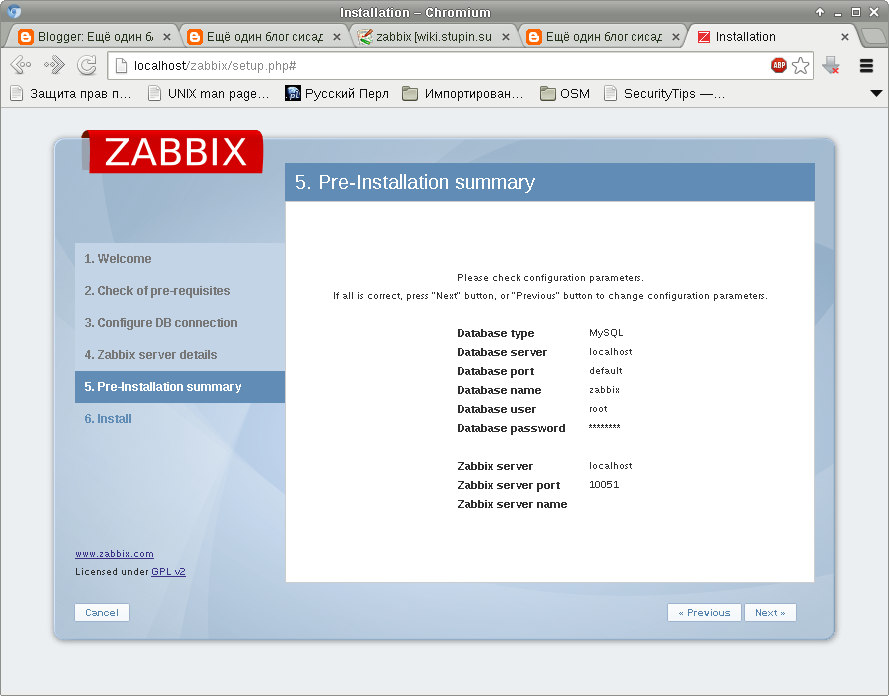 Installation – Chromium
Blogger: Ещё один бл
Ещё один блог сисад
zabbix [wiki.stupin.su
Ещё один блог сисад
Installation
localhost/zabbix/setup.php#
ABP
Защита прав п...
UNIX man page...
Русский Перл
Импортирован...
OSM
SecurityTips —...
ZABBIX
5. Pre-Installation summary
1. Welcome
2. Check of pre-requisites
3. Configure DB connection
4. Zabbix server details
5. Pre-Installation summary
6. Install
Please check configuration parameters.
If all is correct, press "Next" button, or "Previous" button to change configuration parameters.
Database type MySQL
Database server localhost
Database port default
Database name zabbix
Database user root
Database password ********
Zabbix server localhost
Zabbix server port 10051
Zabbix server name
www.zabbix.com
Licensed under GPL v2
Cancel
« Previous
Next »